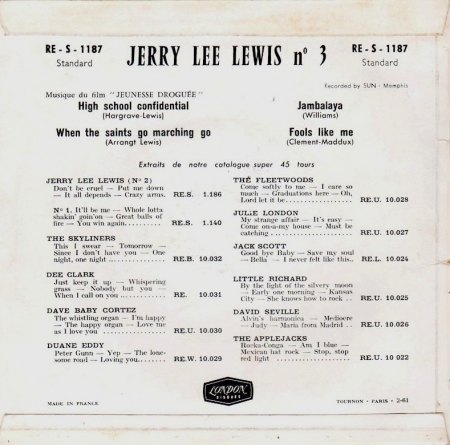 RE - S - 1187
Standard
JERRY LEE LEWIS nº 3
RE - S - 1187
Standard
Recorded by SUN - Memphis
Musique du film "JEUNESSE DROGUÉE"
High school confidential
(Hargrave-Lewis)
When the saints go marching go
(Arrangt Lewis)
Jambalaya
(Williams)
Fools like me
(Clement-Maddux)
Extraits de notre catalogue super 45 tours
JERRY LEE LEWIS (Nº 2)
Don't be cruel — Put me down
— It all depends — Crazy arms. RE.S. 1.186
Nº 1. It'll be me — Whole lotta
shakin' goin'on — Great balls of
fire — You win again.......... RE.S. 1.140
THE SKYLINERS
This I swear — Tomorrow —
Since I don't have you — One
night, one night............... RE.B. 10.032
DEE CLARK
Just keep it up — Whispering
grass — Nobody but you —
When I call on you............. RE. 10.031
DAVE BABY CORTEZ
The whistling organ — I'm happy
— The happy organ — Love me
as I love you .................. RE.U. 10.030
DUANE EDDY
Peter Gunn — Yep — The lone-
some road — Loving you........ RE.W. 10.029
THE FLEETWOODS
Come softly to me — I care so
much — Graduations here — Oh,
Lord let it be.................. RE.U. 10.028
JULIE LONDON
My strange affair — It's easy —
Come on-a-my house — Must be
catching........................ RE.U. 10.027
JACK SCOTT
Good bye Baby — Save my soul
— Bella — I never felt like this.. RE.L. 10.024
LITTLE RICHARD
By the light of the silvery moon
— Early one morning — Kansas
City — She knows how to rock . RE.U. 10.025
DAVID SEVILLE
Alvin's harmonica — Mediocre
— Judy — Maria from Madrid .. RE.U. 10.026
THE APPLEJACKS
Rocka-Conga — Am I blue —
Mexican hat rock — Stop, stop
red light ....................... RE.U. 10 022
LONDON
DISQUES
MADE IN FRANCE
TOURNON - PARIS - 2-61